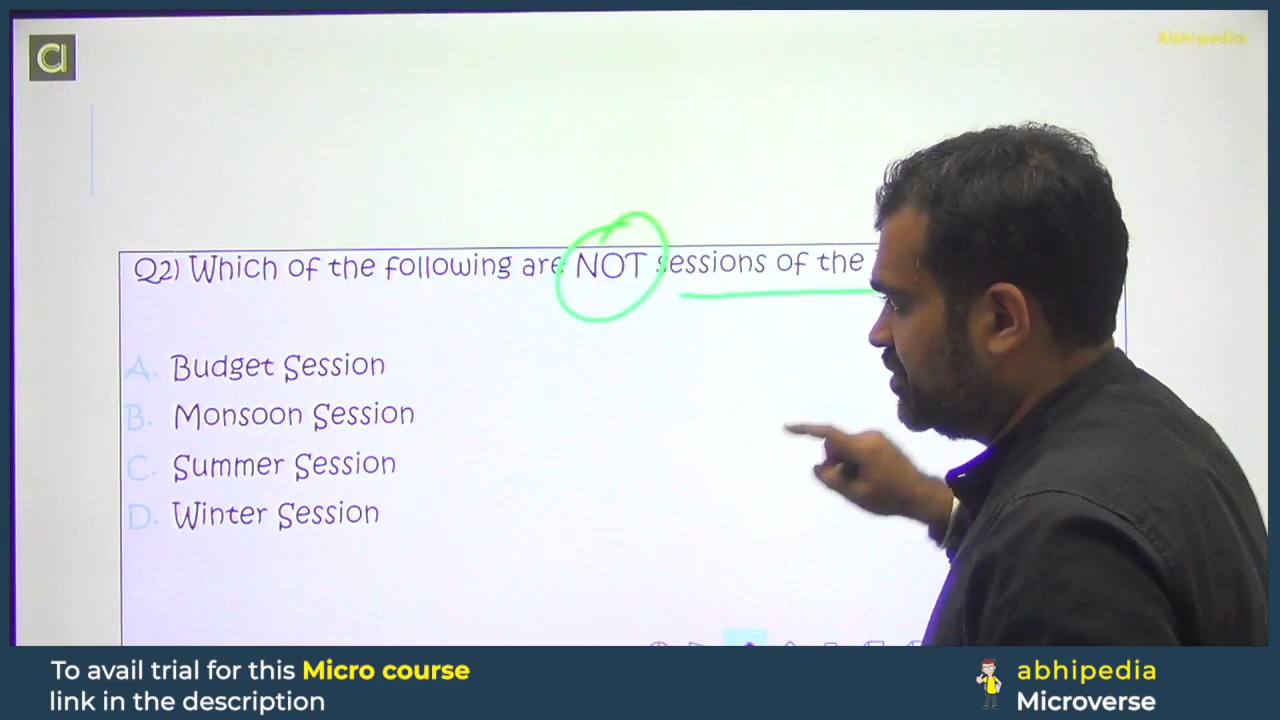 Abhipedia
Q2) Which of the following are NOT sessions of the
A. Budget Session
B. Monsoon Session
C. Summer Session
D. Winter Session
To avail trial for this Micro course
link in the description
abhipedia
Microverse